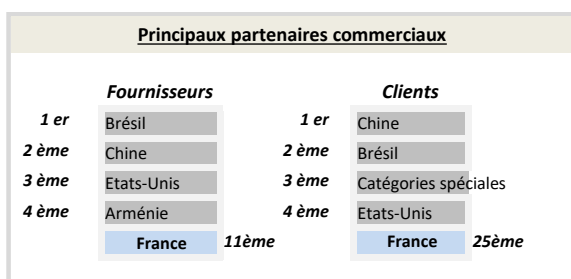 Principaux partenaires commerciaux
Fournisseurs Clients
1 er Brésil 1 er Chine
2 ème Chine 2 ème Brésil
3 ème Etats-Unis 3 ème Catégories spéciales
4 ème Arménie 4 ème Etats-Unis
France 11ème France 25ème